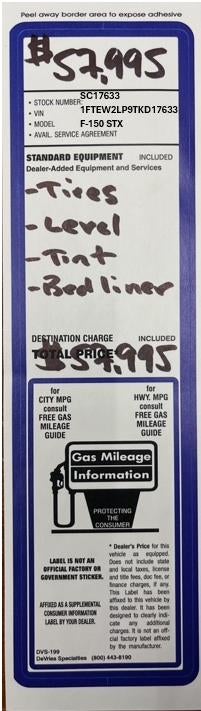 Peel away border area to expose adhesive
$57,995
SC17633
• STOCK NUMBER:
1FTEW2LP9TKD17633
• VIN
• MODEL F-150 STX
• AVAIL. SERVICE AGREEMENT
STANDARD EQUIPMENT INCLUDED
Dealer-Added Equipment and Services
-Tires
-Level
-Tint
-Bedliner
DESTINATION CHARGE INCLUDED
TOTAL PRICE* $57,995
for
CITY MPG
consult
FREE GAS
MILEAGE
GUIDE
for
HWY. MPG
consult
FREE GAS
MILEAGE
GUIDE
Gas Mileage
Information
PROTECTING
THE
CONSUMER
LABEL IS NOT AN
OFFICIAL FACTORY OR
GOVERNMENT STICKER.
AFFIXED AS A SUPPLEMENTAL
CONSUMER INFORMATION
LABEL BY YOUR DEALER.
* Dealer's Price for this
vehicle as equipped.
Does not include state
and local taxes, license
and title fees, doc fee, or
finance charges, if any.
This Label has been
affixed to this vehicle by
this dealer. It has been
designed to clearly indi-
cate any additional
charges. It is not an of-
ficial factory label affixed
by the manufacturer.
DVS-199
DeVries Specialties (800) 443-8190